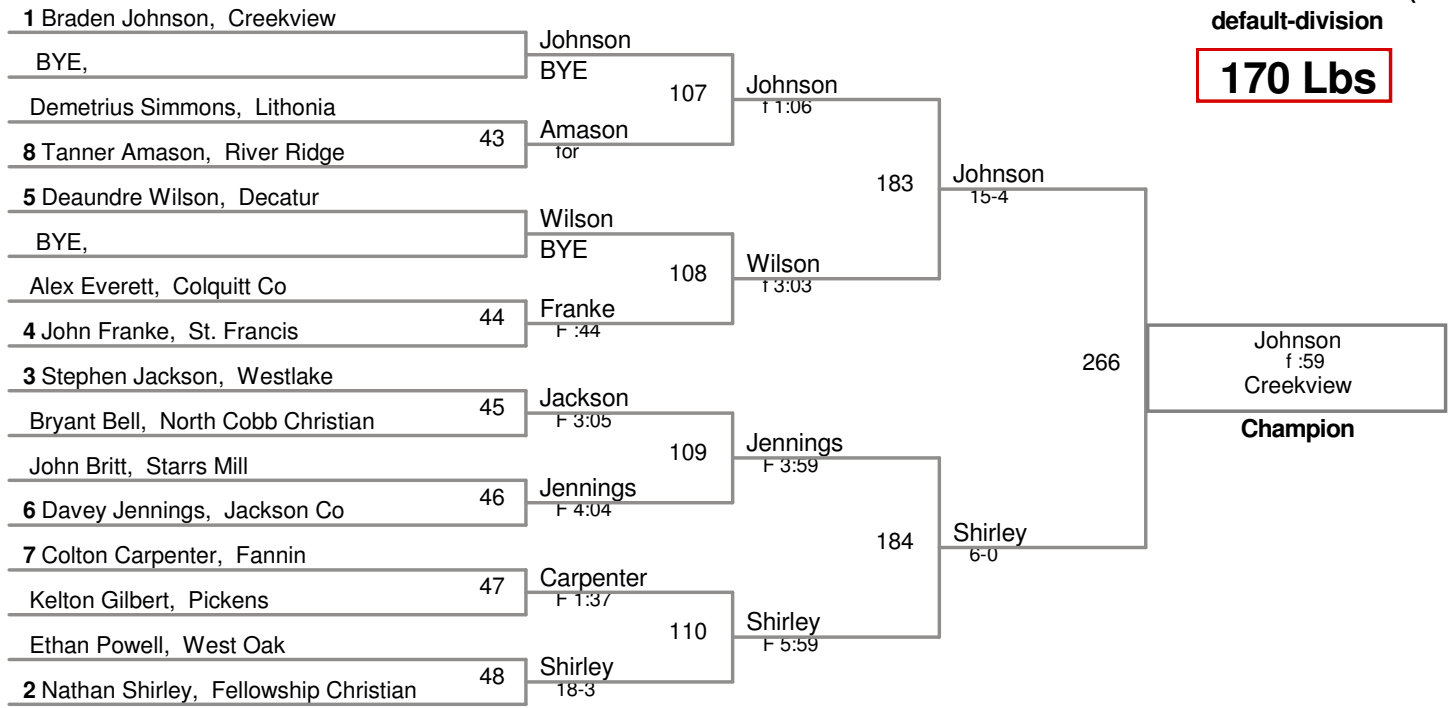 default-division
170 Lbs
1 Braden Johnson, Creekview
BYE,
Demetrius Simmons, Lithonia
8 Tanner Amason, River Ridge
5 Deaundre Wilson, Decatur
BYE,
Alex Everett, Colquitt Co
4 John Franke, St. Francis
3 Stephen Jackson, Westlake
Bryant Bell, North Cobb Christian
John Britt, Starrs Mill
6 Davey Jennings, Jackson Co
7 Colton Carpenter, Fannin
Kelton Gilbert, Pickens
Ethan Powell, West Oak
2 Nathan Shirley, Fellowship Christian
43
44
45
46
47
48
Johnson
BYE
Amason
for
Wilson
BYE
Franke
F :44
Jackson
F 3:05
Jennings
F 4:04
Carpenter
F 1:37
Shirley
18-3
107
108
109
110
Johnson
f 1:06
Wilson
f 3:03
Jennings
F 3:59
Shirley
F 5:59
183
184
Johnson
15-4
Shirley
6-0
266
Johnson
f :59
Creekview
Champion